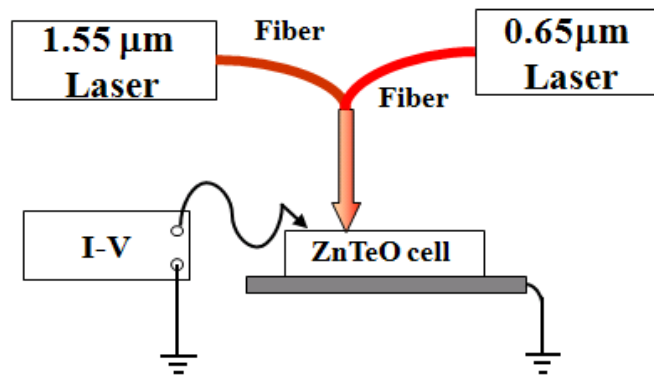 1.55 μm
Laser
Fiber
0.65μm
Laser
Fiber
I-V
ZnTeO cell